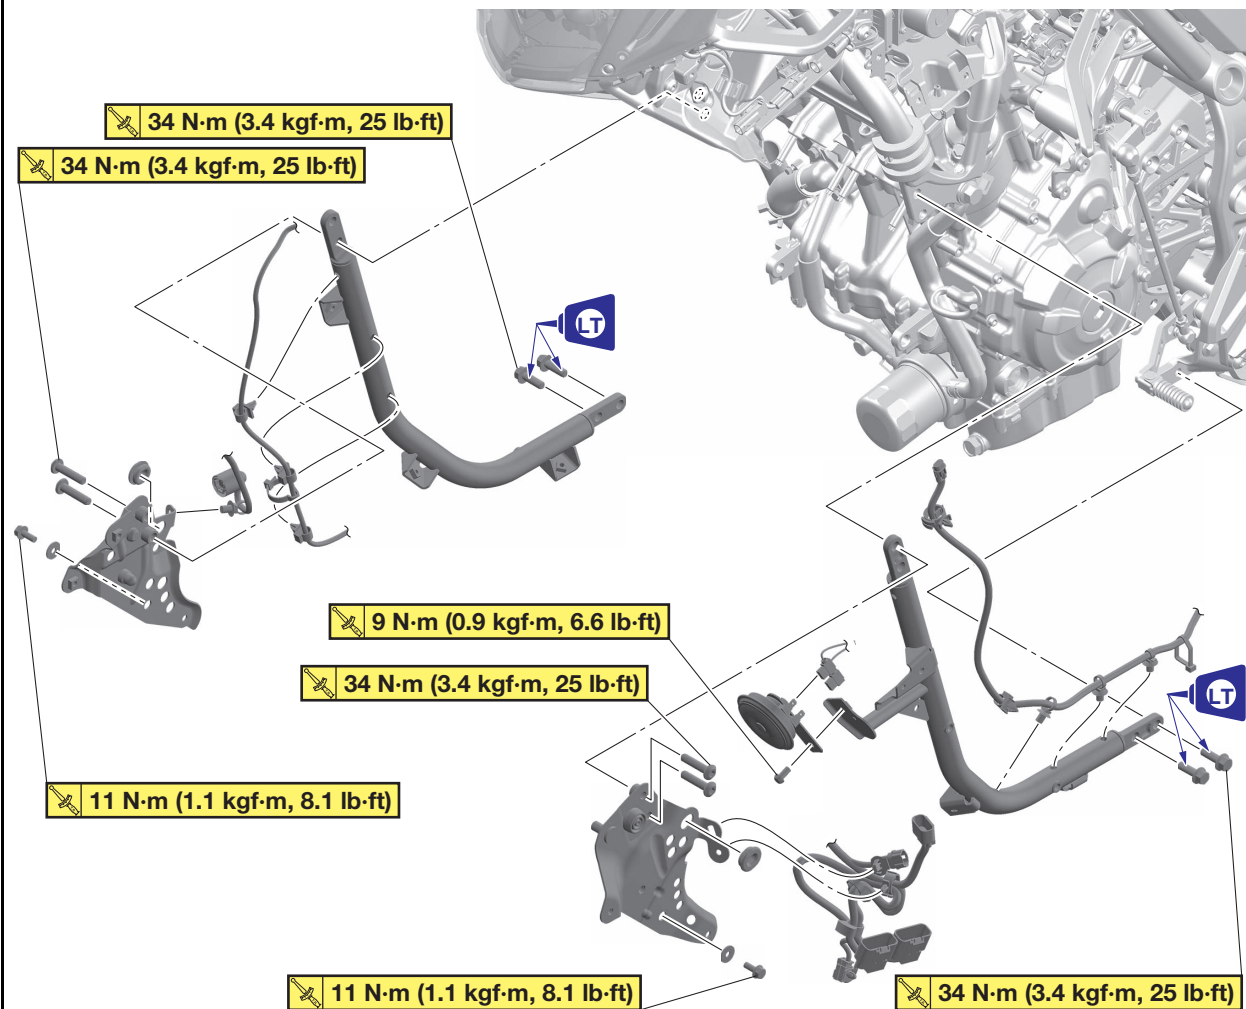 34 N·m (3.4 kgf·m, 25 lb·ft)
34 N·m (3.4 kgf·m, 25 lb·ft)
LT
9 N·m (0.9 kgf·m, 6.6 lb·ft)
34 N·m (3.4 kgf·m, 25 lb·ft)
LT
11 N·m (1.1 kgf·m, 8.1 lb·ft)
11 N·m (1.1 kgf·m, 8.1 lb·ft)
34 N·m (3.4 kgf·m, 25 lb·ft)